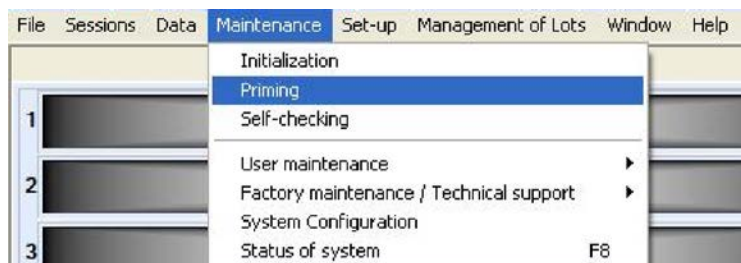 File Sessions Data Maintenance Set-up Management of Lots Window Help
Initialization
Priming
1
Self-checking
User maintenance
2
Factory maintenance / Technical support
System Configuration
3
Status of system F8